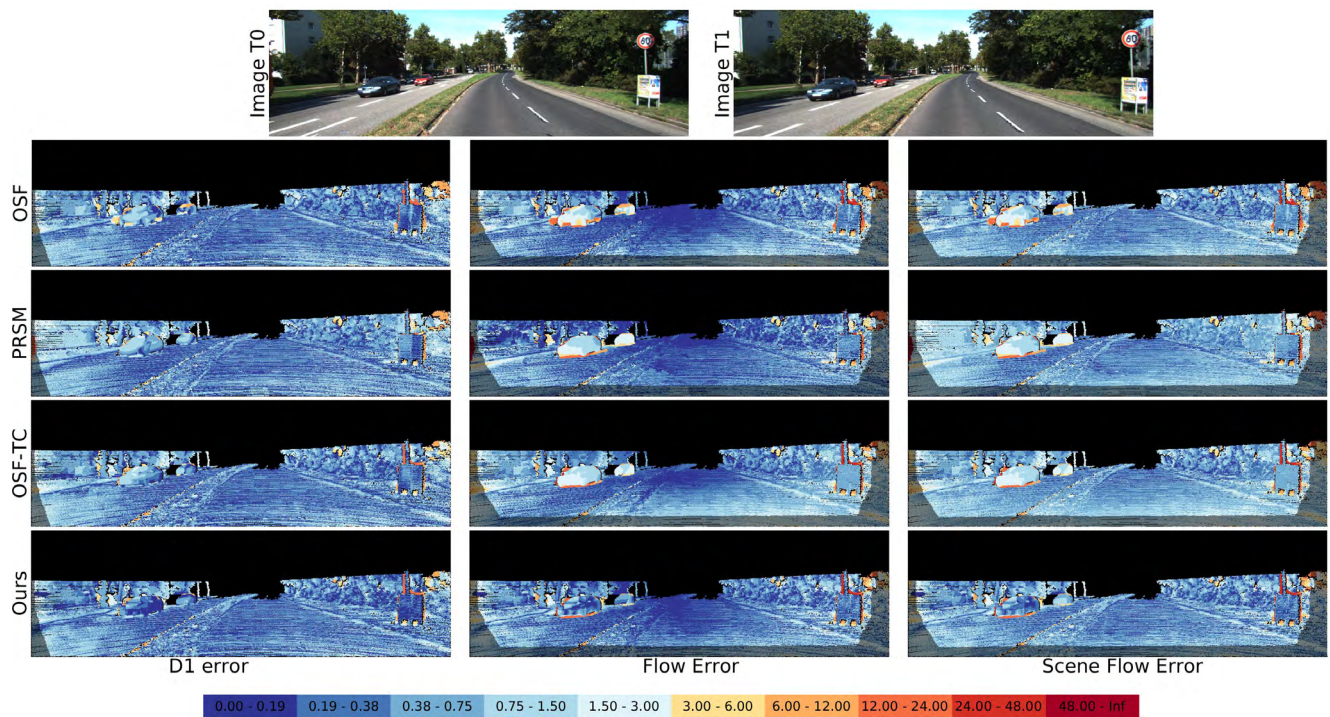 Image T0
Image T1
60
60
OSF
PRSM
OSF-TC
Ours
D1 error
Flow Error
Scene Flow Error
0.00 - 0.19 0.19 - 0.38 0.38 - 0.75 0.75 - 1.50 1.50 - 3.00 3.00 - 6.00 6.00 - 12.00 12.00 - 24.00 24.00 - 48.00 48.00 - Inf